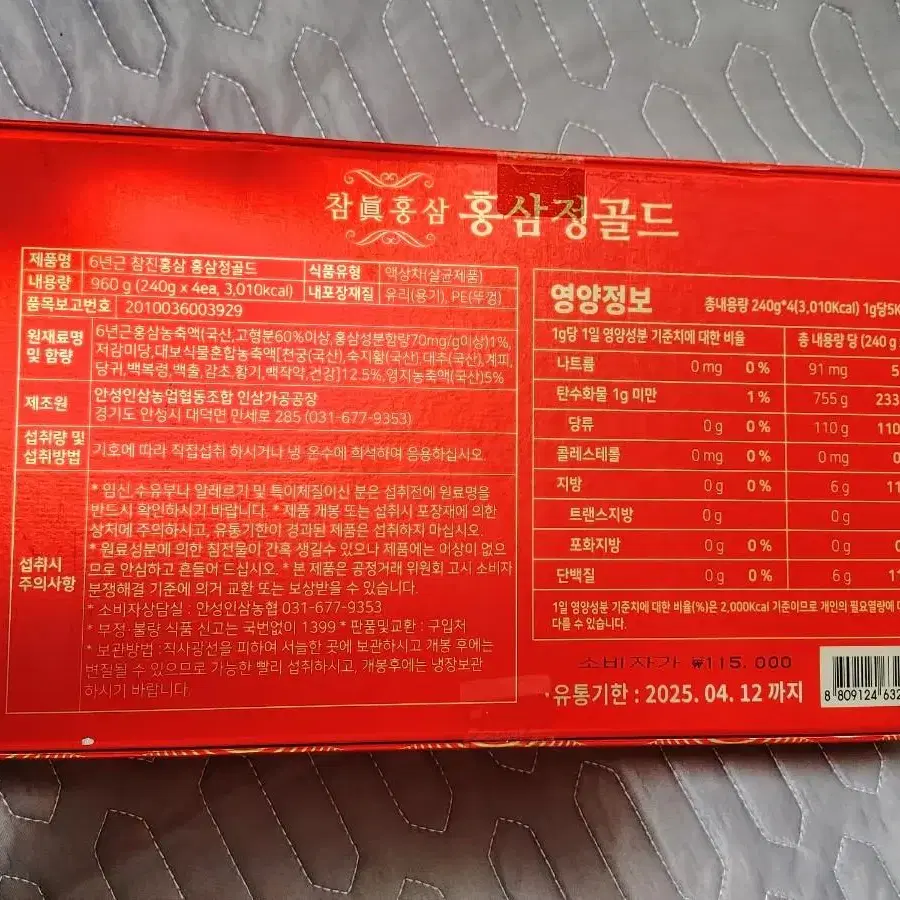 참眞홍삼 홍삼정골드
제품명 6년근 참진홍삼 홍삼정골드 식품유형 액상차(살균제품)
내용량 960 g (240g x 4ea, 3,010kcal) 내포장재질 유리(용기), PE(뚜껑)
품목보고번호 2010036003929
원재료명 및 함량
6년근홍삼농축액(국산,고형분60%이상,홍삼성분함량70mg/g이상)1%,
저감미당,대보식물혼합농축액[천궁(국산),숙지황(국산),대추(국산),계피,
당귀,백복령,백출,감초,황기,백작약,건강]12.5%,영지농축액(국산)5%
제조원
안성인삼농업협동조합 인삼가공공장
경기도 안성시 대덕면 만세로 285 (031-677-9353)
섭취량 및 섭취방법
기호에 따라 직접섭취 하시거나 냉·온수에 희석하여 응용하십시오.
섭취시 주의사항
* 임신 수유부나 알레르기 및 특이체질이신 분은 섭취전에 원료명을
반드시 확인하시기 바랍니다. * 제품 개봉 또는 섭취시 포장재에 의한
상처에 주의하시고, 유통기한이 경과된 제품은 섭취하지 마십시오.
* 원료성분에 의한 침전물이 간혹 생길수 있으나 제품에는 이상이 없으
므로 안심하고 흔들어 드십시오. * 본 제품은 공정거래 위원회 고시 소비자
분쟁해결 기준에 의거 교환 또는 보상받을 수 있습니다.
* 소비자상담실 : 안성인삼농협 031-677-9353
* 부정·불량 식품 신고는 국번없이 1399 * 반품및교환 : 구입처
* 보관방법 :직사광선을 피하여 서늘한 곳에 보관하시고 개봉 후에는
변질될 수 있으므로 가능한 빨리 섭취하시고, 개봉후에는 냉장보관
하시기 바랍니다.
영양정보 총내용량 240g*4(3,010Kcal) 1g당5K
1g당 1일 영양성분 기준치에 대한 비율 총 내용량 당 (240 g
나트륨 0 mg 0 % 91 mg 5
탄수화물 1g 미만 1 % 755 g 233
당류 0 g 0 % 110 g 110
콜레스테롤 0 mg 0 % 0 mg 0
지방 0 g 0 % 6 g 11
트랜스지방 0 g 0 g
포화지방 0 g 0 % 0 g 0
단백질 0 g 0 % 6 g 11
1일 영양성분 기준치에 대한 비율(%)은 2,000Kcal 기준이므로 개인의 필요열량에
다를 수 있습니다.
소비자가 ₩115,000
·유통기한 : 2025. 04. 12 까지
8 809124 632